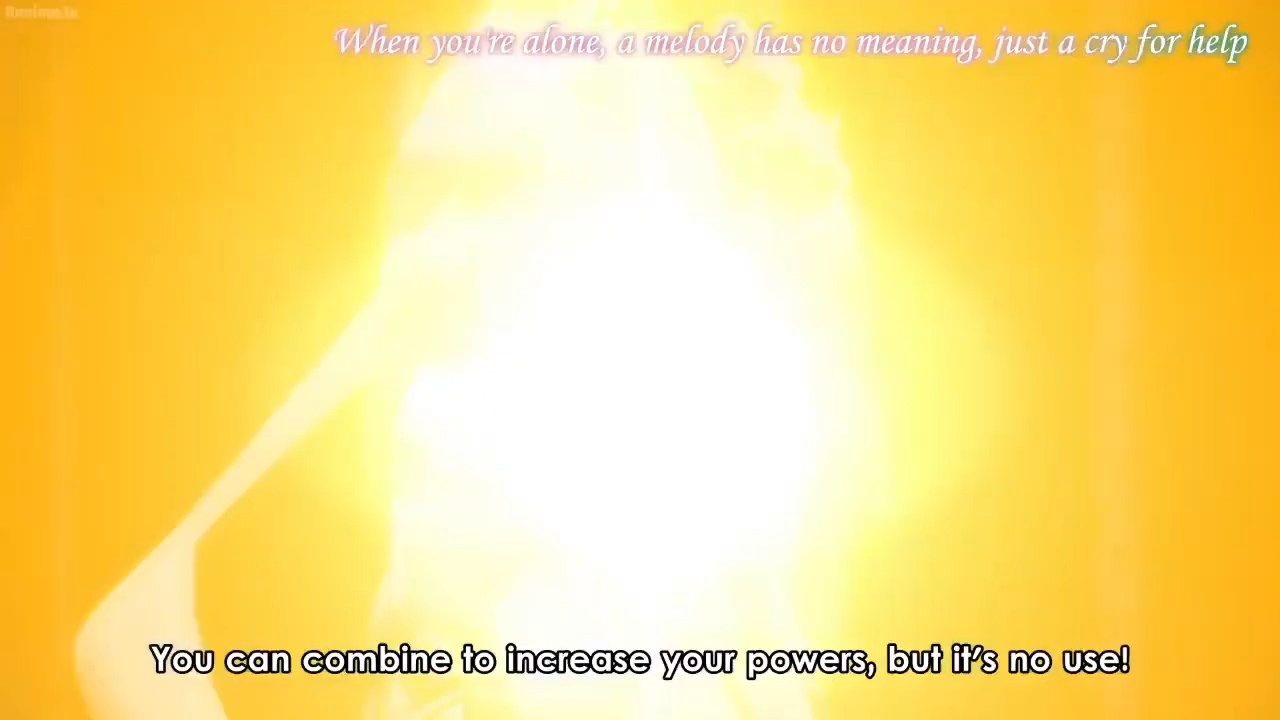 When you're alone, a melody has no meaning, just a cry for help
You can combine to increase your powers, but it's no use!